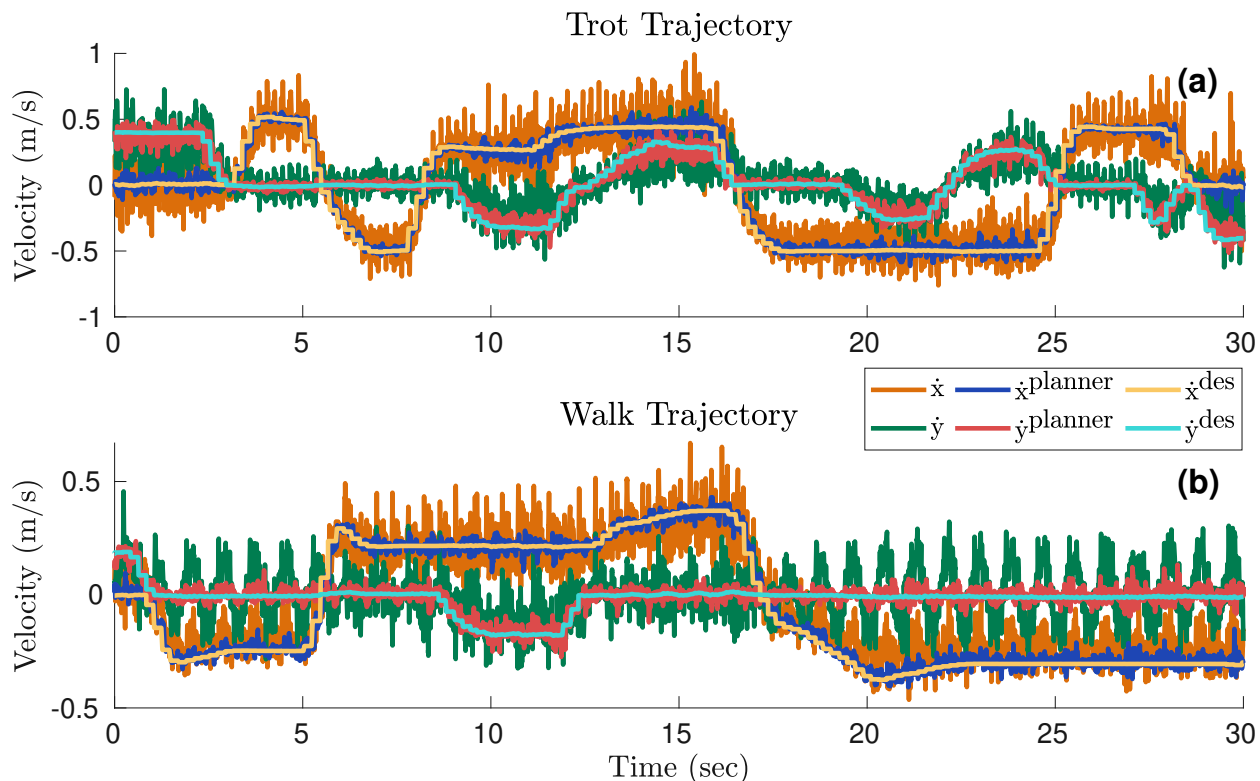 Trot Trajectory
(a)
Velocity (m/s)
1
0.5
0
-0.5
-1
0 5 10 15 20 25 30
ẋ ẋplanner ẋdes
ẏ ẏplanner ẏdes
Walk Trajectory
(b)
Velocity (m/s)
0.5
0
-0.5
0 5 10 15 20 25 30
Time (sec)